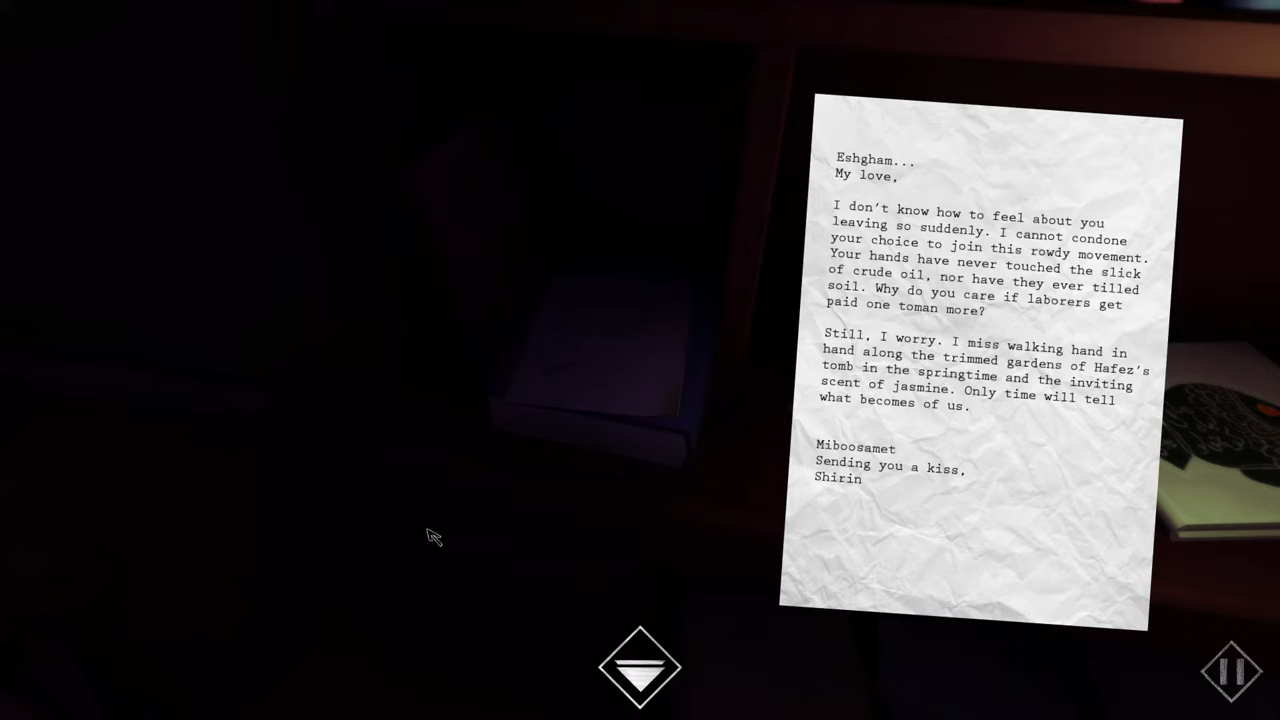 Eshgham...
My love,
I don't know how to feel about you
leaving so suddenly. I cannot condone
your choice to join this rowdy movement.
Your hands have never touched the slick
of crude oil, nor have they ever tilled
soil. Why do you care if laborers get
paid one toman more?
Still, I worry. I miss walking hand in
hand along the trimmed gardens of Hafez's
tomb in the springtime and the inviting
scent of jasmine. Only time will tell
what becomes of us.
Miboosamet
Sending you a kiss,
Shirin